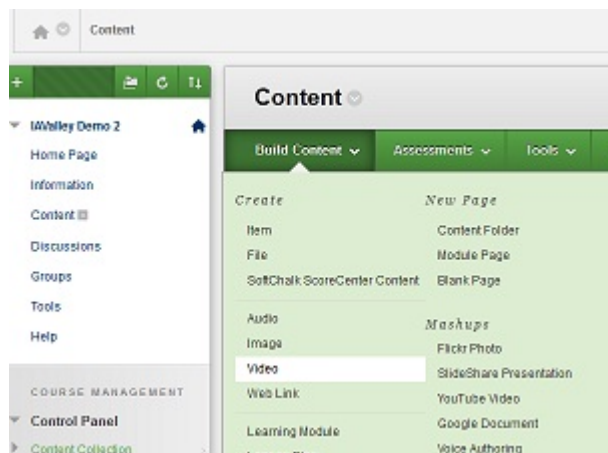 Content
Content
IAValley Demo 2
Home Page
Information
Content
Discussions
Groups
Tools
Help
COURSE MANAGEMENT
Control Panel
Content Collection
Build Content
Assessments
Tools
Create
Item
File
SoftChalk ScoreCenter Content
Audio
Image
Video
Web Link
Learning Module
New Page
Content Folder
Module Page
Blank Page
Mashups
Flickr Photo
SlideShare Presentation
YouTube Video
Google Document
Voice Authoring